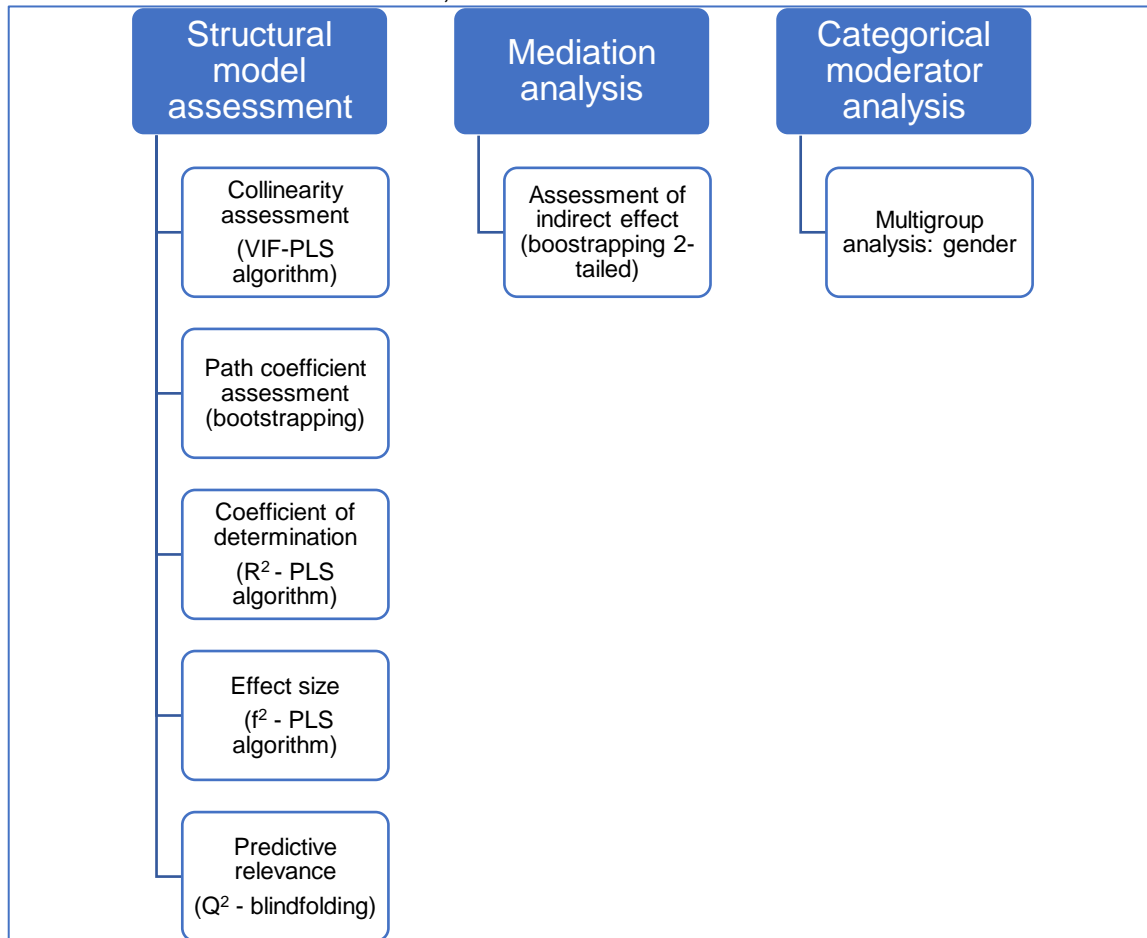 Structural
model
assessment
Collinearity
assessment
(VIF-PLS
algorithm)
Path coefficient
assessment
(bootstrapping)
Coefficient of
determination
(R² - PLS
algorithm)
Effect size
(f² - PLS
algorithm)
Predictive
relevance
(Q² - blindfolding)
Mediation
analysis
Assessment of
indirect effect
(boostrapping 2-
tailed)
Categorical
moderator
analysis
Multigroup
analysis: gender